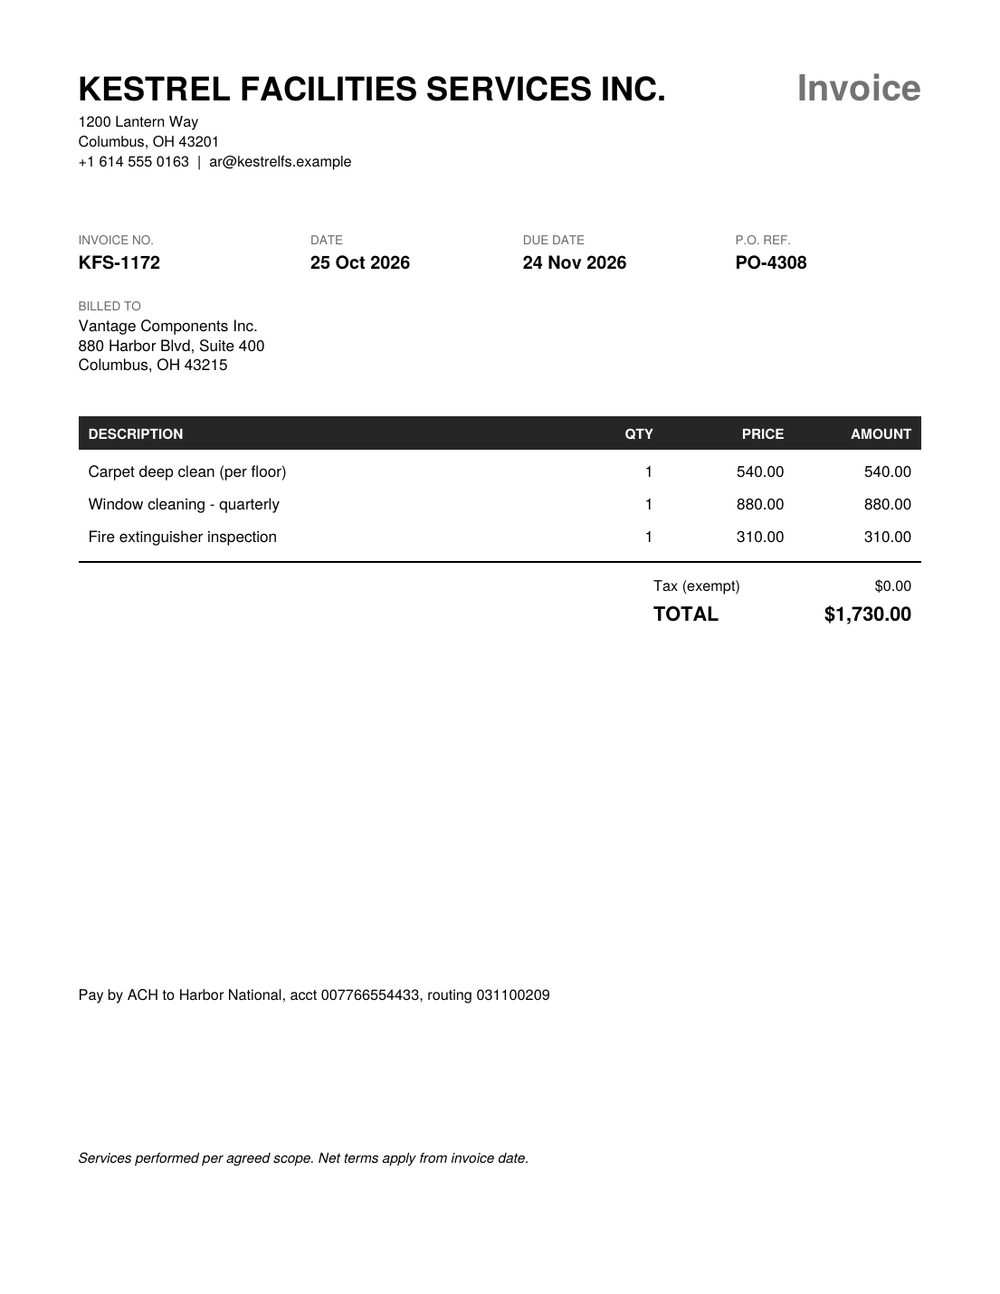 KESTREL FACILITIES SERVICES INC.
Invoice
1200 Lantern Way
Columbus, OH 43201
+1 614 555 0163 | ar@kestrelfs.example
INVOICE NO. DATE DUE DATE P.O. REF.
KFS-1172 25 Oct 2026 24 Nov 2026 PO-4308
BILLED TO
Vantage Components Inc.
880 Harbor Blvd, Suite 400
Columbus, OH 43215
DESCRIPTION QTY PRICE AMOUNT
Carpet deep clean (per floor) 1 540.00 540.00
Window cleaning - quarterly 1 880.00 880.00
Fire extinguisher inspection 1 310.00 310.00
Tax (exempt) $0.00
TOTAL $1,730.00
Pay by ACH to Harbor National, acct 007766554433, routing 031100209
Services performed per agreed scope. Net terms apply from invoice date.